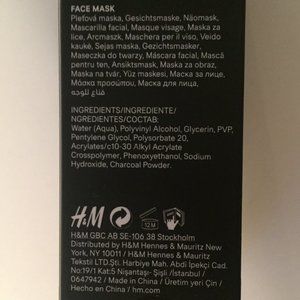 FACE MASK
Pleťová maska, Gesichtsmaske, Näomask,
Mascarilla facial, Masque visage, Maska za
lice, Arcmaszk, Maschera per il viso, Veido
kaukė, Sejas maska, Gezichtsmasker,
Maseczka do twarzy, Máscara facial, Mască
pentru ten, Ansiktsmask, Maska za obraz,
Maska na tvár, Yüz maskesi, Маска за лице,
Μάσκα προσώπου, Маска для лица,
قناع للوجه
INGREDIENTS/INGREDIENTE/
NGREDIENTES/СОСТАВ:
Water (Aqua), Polyvinyl Alcohol, Glycerin, PVP,
Pentylene Glycol, Polysorbate 20,
Acrylates/c10-30 Alkyl Acrylate
Crosspolymer, Phenoxyethanol, Sodium
Hydroxide, Charcoal Powder.
H&M 12 M
H&M GBC AB SE-106 38 Stockholm
Distributed by H&M Hennes & Mauritz New
York, NY 10011 / H&M Hennes & Mauritz
Tekstil LTD.Şti. Harbiye Mah. Abdi İpekçi Cad.
No:19/1 Kat:5 Nişantaşı- Şişli /İstanbul /
0647942 / Made in China / Üretim yeri Çin /
Hecho en China / hm.com